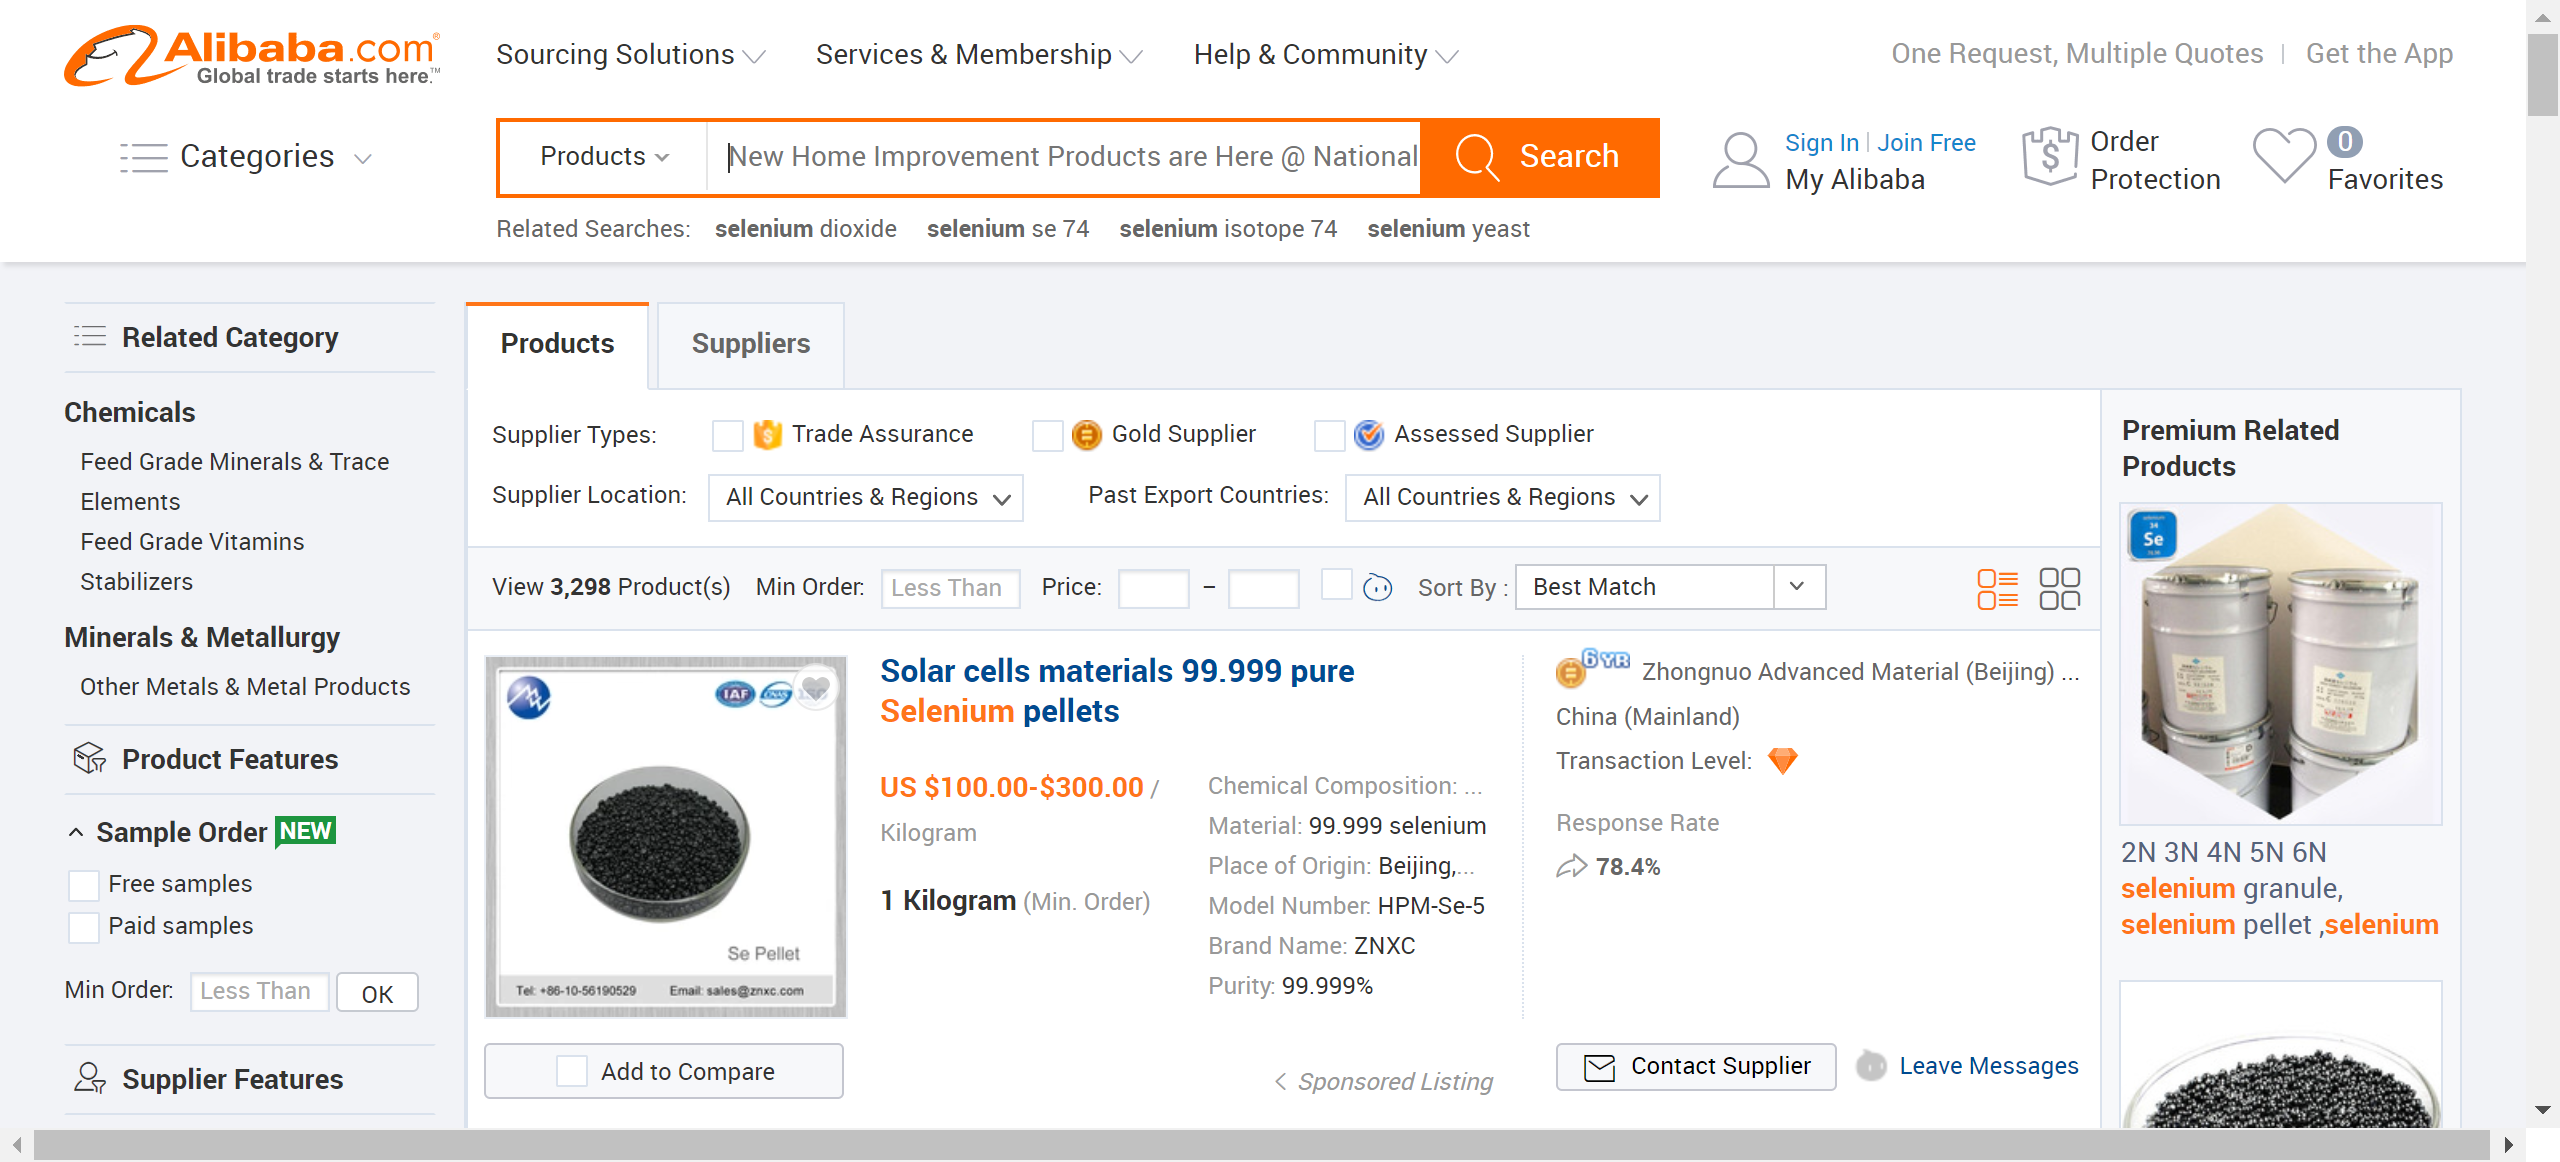 Alibaba.com®
Global trade starts here.™
Sourcing Solutions
Services & Membership
Help & Community
One Request, Multiple Quotes
Get the App
Categories
Products
New Home Improvement Products are Here @ National
Search
Sign In | Join Free
My Alibaba
Order
Protection
0
Favorites
Related Searches: selenium dioxide selenium se 74 selenium isotope 74 selenium yeast
Related Category
Chemicals
Feed Grade Minerals & Trace
Elements
Feed Grade Vitamins
Stabilizers
Minerals & Metallurgy
Other Metals & Metal Products
Product Features
Sample Order NEW
Free samples
Paid samples
Min Order: Less Than OK
Supplier Features
Products
Suppliers
Supplier Types: Trade Assurance Gold Supplier Assessed Supplier
Supplier Location: All Countries & Regions Past Export Countries: All Countries & Regions
View 3,298 Product(s) Min Order: Less Than Price: – Sort By : Best Match
IAF
Se Pellet
Tel: +86-10-56190529 Email: sales@znxc.com
Add to Compare
Solar cells materials 99.999 pure
Selenium pellets
US $100.00-$300.00 /
Kilogram
1 Kilogram (Min. Order)
Chemical Composition: ...
Material: 99.999 selenium
Place of Origin: Beijing,...
Model Number: HPM-Se-5
Brand Name: ZNXC
Purity: 99.999%
< Sponsored Listing
6 YR
Zhongnuo Advanced Material (Beijing) ...
China (Mainland)
Transaction Level:
Response Rate
78.4%
Contact Supplier
Leave Messages
Premium Related
Products
34
Se
2N 3N 4N 5N 6N
selenium granule,
selenium pellet ,selenium